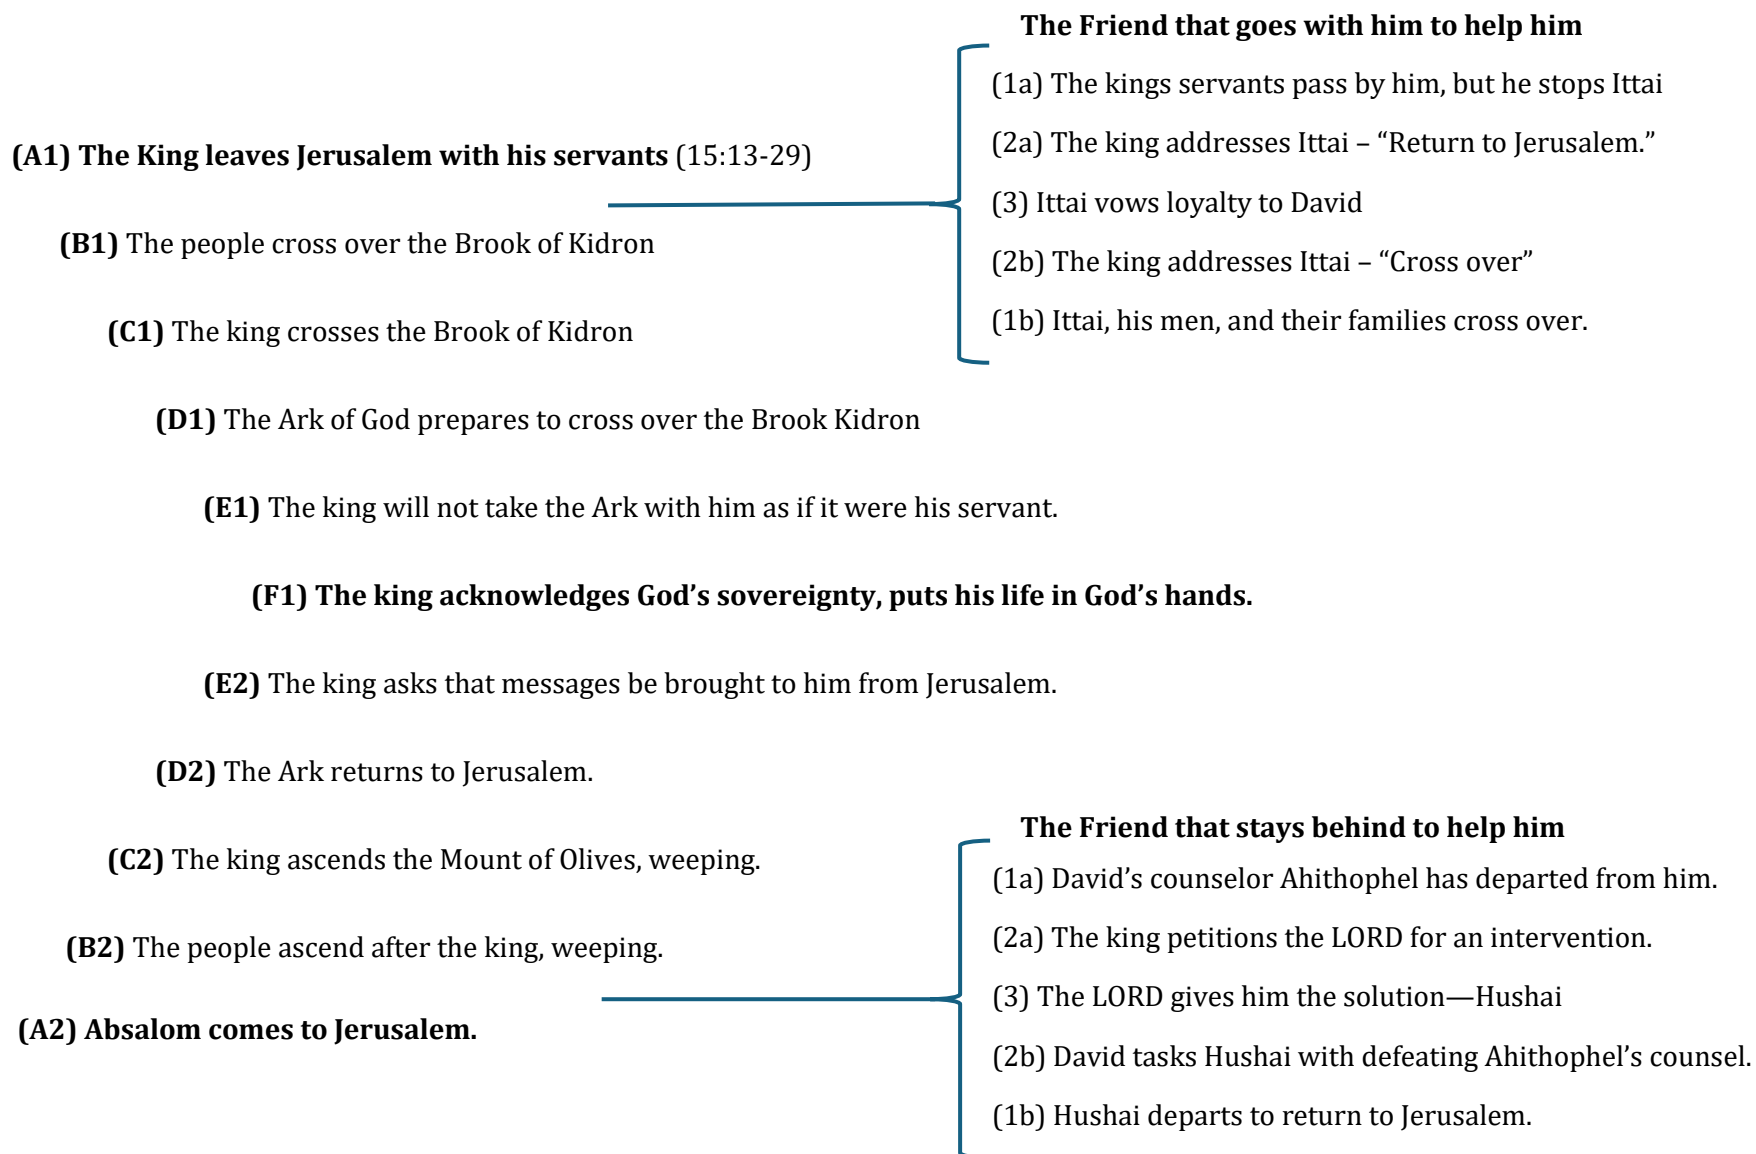 The Friend that goes with him to help him
(1a) The kings servants pass by him, but he stops Ittai
(2a) The king addresses Ittai – “Return to Jerusalem.”
(3) Ittai vows loyalty to David
(2b) The king addresses Ittai – “Cross over”
(1b) Ittai, his men, and their families cross over.
(A1) The King leaves Jerusalem with his servants (15:13-29)
(B1) The people cross over the Brook of Kidron
(C1) The king crosses the Brook of Kidron
(D1) The Ark of God prepares to cross over the Brook Kidron
(E1) The king will not take the Ark with him as if it were his servant.
(F1) The king acknowledges God’s sovereignty, puts his life in God’s hands.
(E2) The king asks that messages be brought to him from Jerusalem.
(D2) The Ark returns to Jerusalem.
(C2) The king ascends the Mount of Olives, weeping.
(B2) The people ascend after the king, weeping.
(A2) Absalom comes to Jerusalem.
The Friend that stays behind to help him
(1a) David’s counselor Ahithophel has departed from him.
(2a) The king petitions the LORD for an intervention.
(3) The LORD gives him the solution—Hushai
(2b) David tasks Hushai with defeating Ahithophel’s counsel.
(1b) Hushai departs to return to Jerusalem.